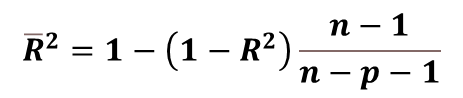 R̅² = 1 − (1 − R²) (n − 1)/(n − p − 1)